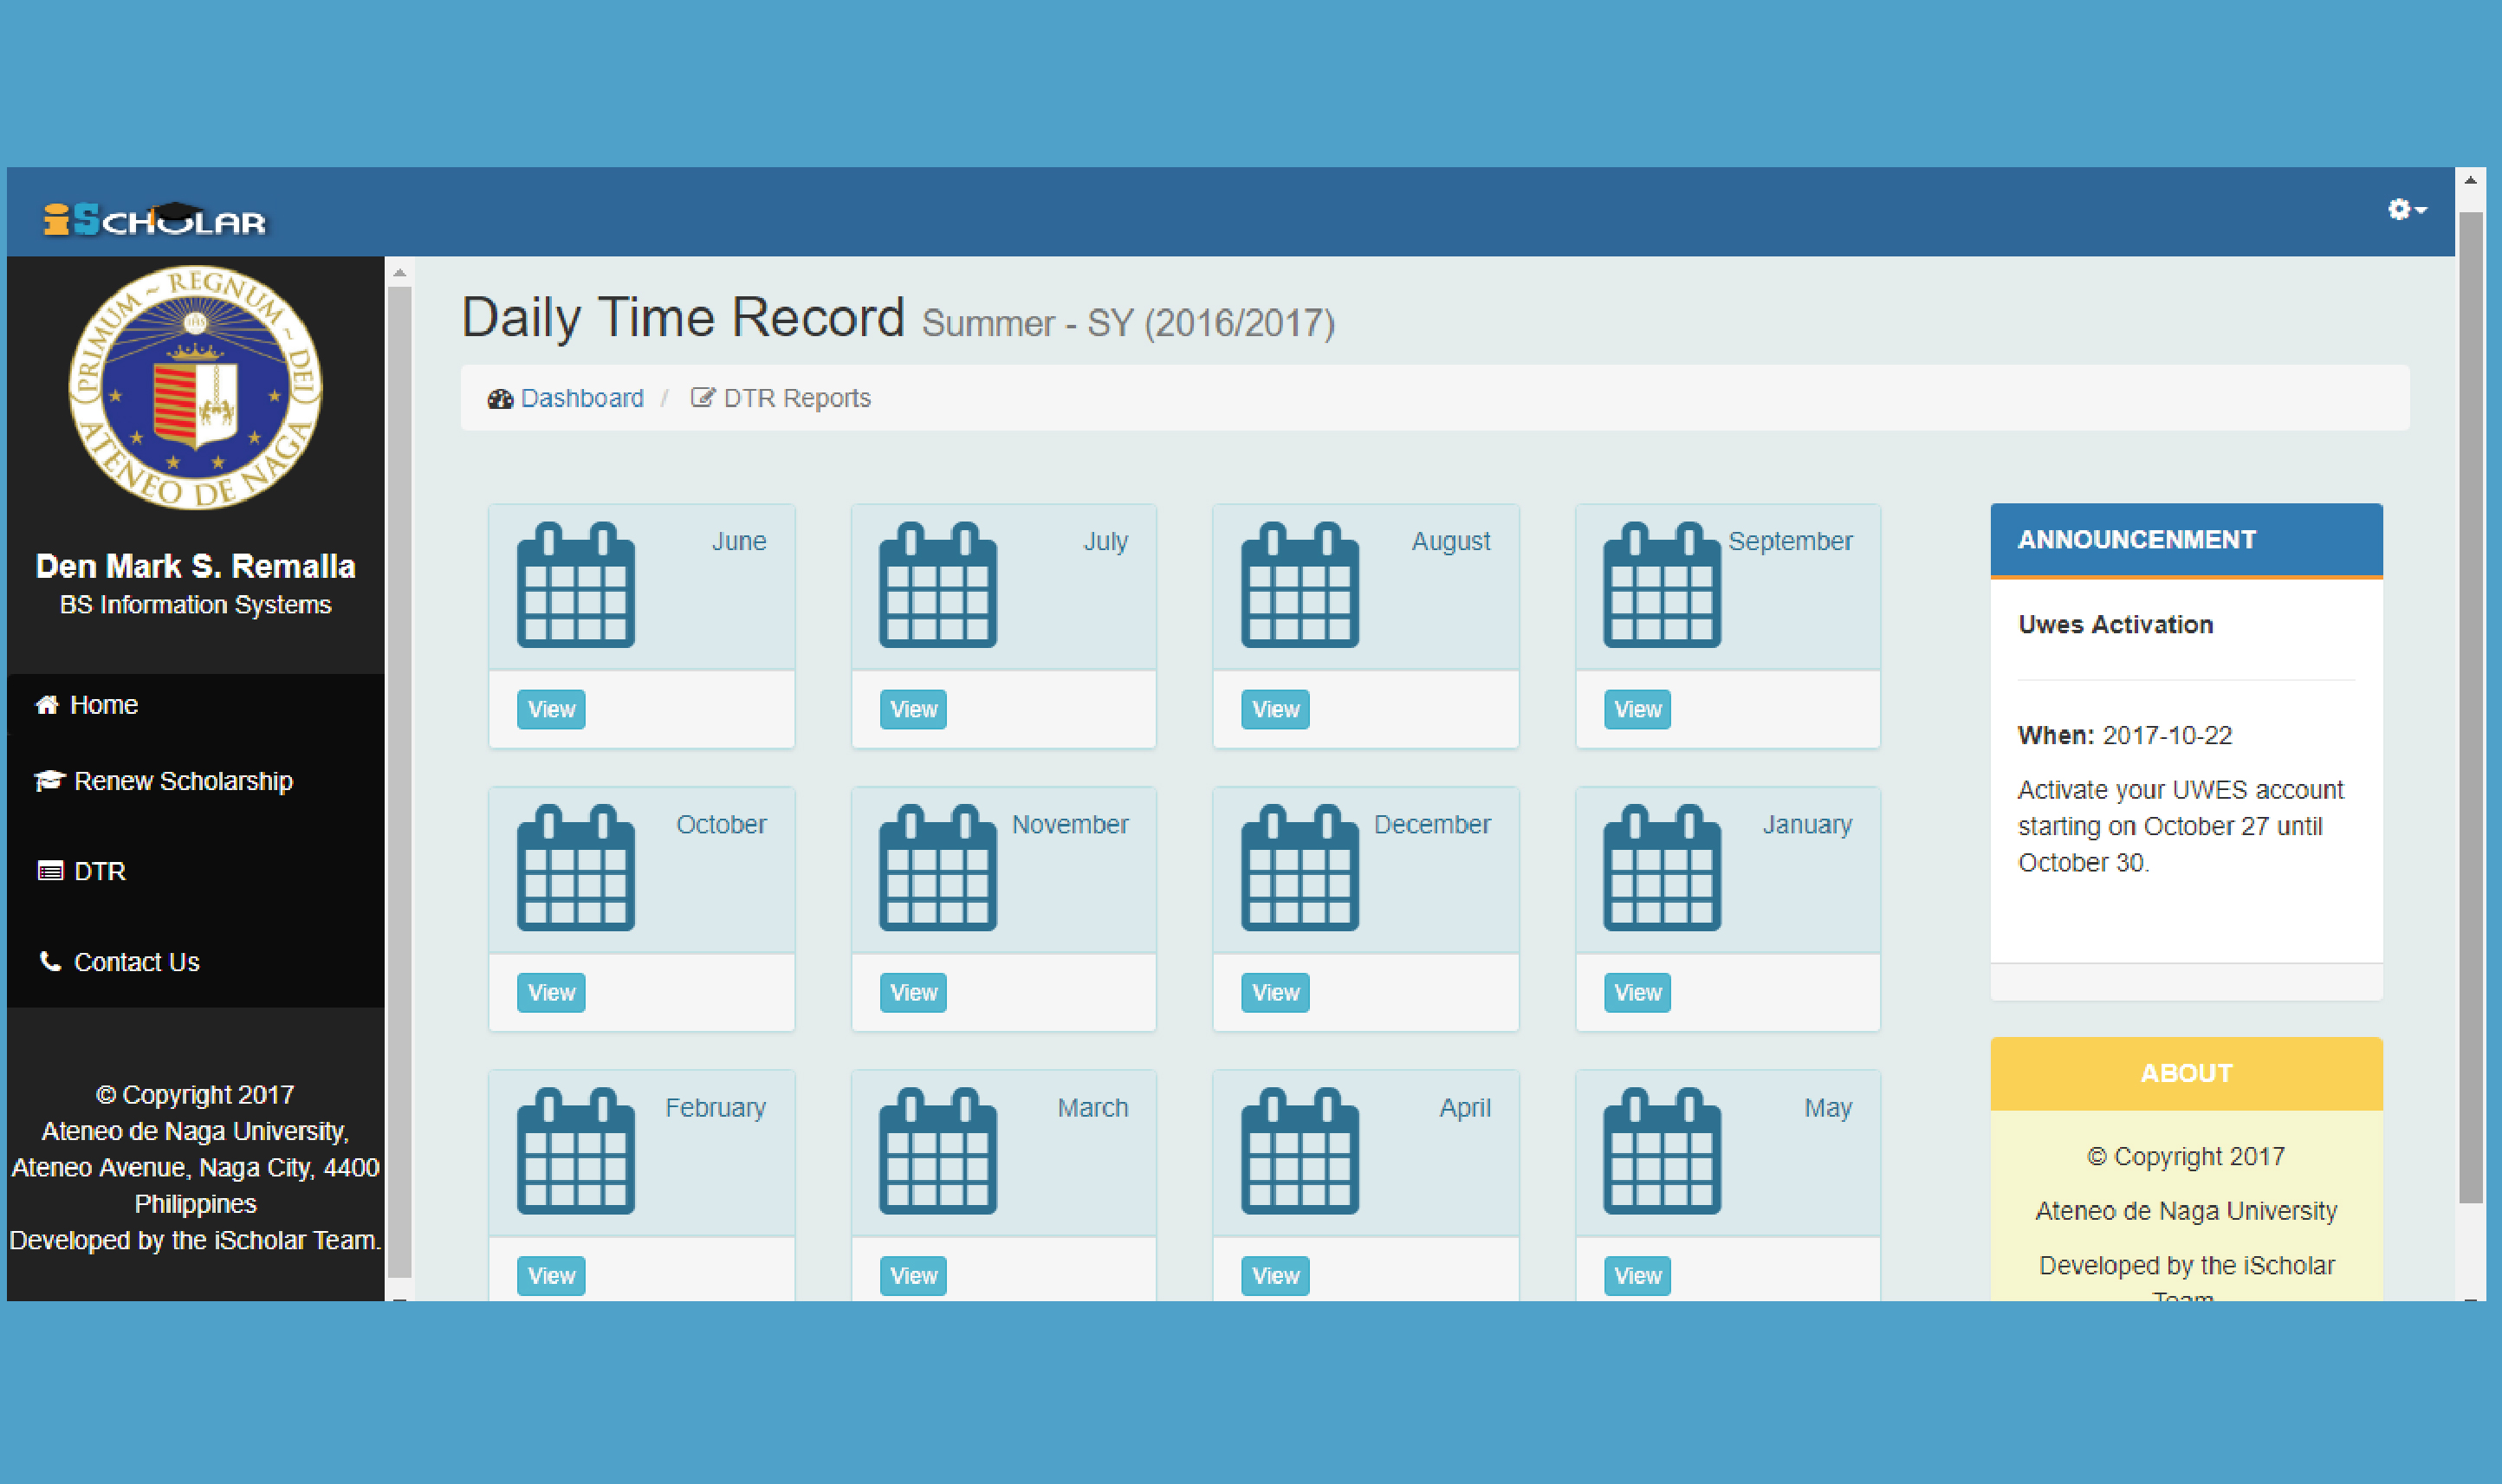 iSCHOLAR
PRIMUM ~ REGNUM ~ DEI
ATENEO DE NAGA
IHS
Den Mark S. Remalla
BS Information Systems
Home
Renew Scholarship
DTR
Contact Us
© Copyright 2017
Ateneo de Naga University,
Ateneo Avenue, Naga City, 4400
Philippines
Developed by the iScholar Team.
Daily Time Record Summer - SY (2016/2017)
Dashboard / DTR Reports
June
View
July
View
August
View
September
View
October
View
November
View
December
View
January
View
February
View
March
View
April
View
May
View
ANNOUNCENMENT
Uwes Activation
When: 2017-10-22
Activate your UWES account
starting on October 27 until
October 30.
ABOUT
© Copyright 2017
Ateneo de Naga University
Developed by the iScholar
Team